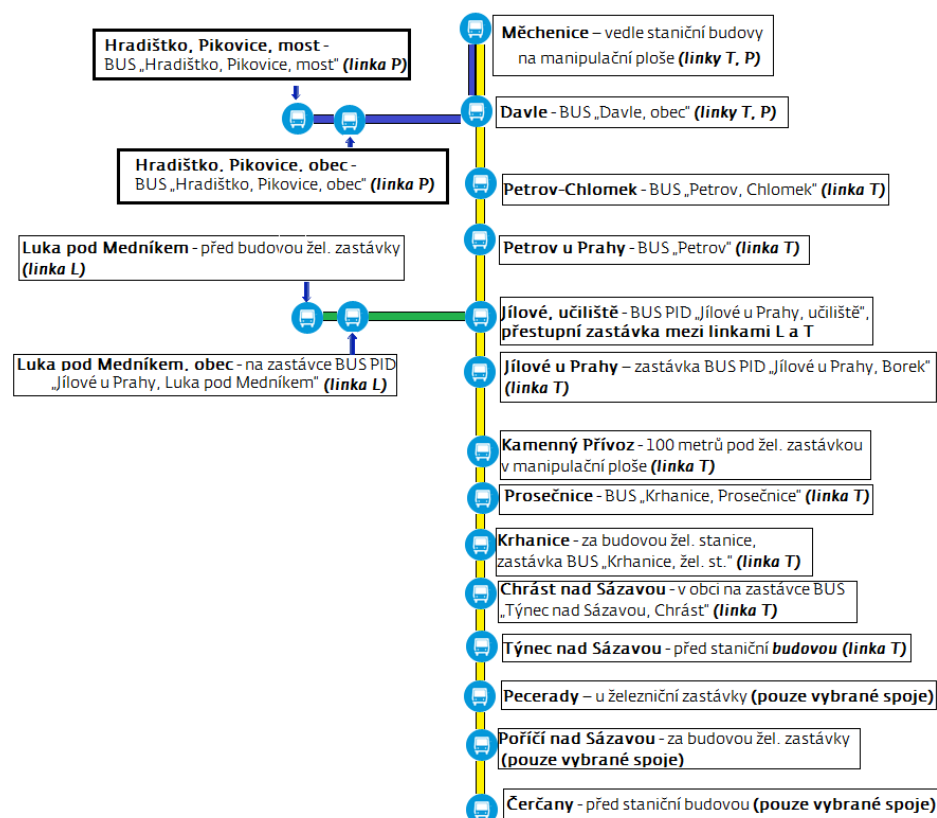 Hradištko, Pikovice, most -
BUS „Hradištko, Pikovice, most" (linka P)
Měchenice – vedle staniční budovy
na manipulační ploše (linky T, P)
Davle - BUS „Davle, obec" (linky T, P)
Hradištko, Pikovice, obec -
BUS „Hradištko, Pikovice, obec" (linka P)
Petrov-Chlomek - BUS „Petrov, Chlomek" (linka T)
Petrov u Prahy - BUS „Petrov" (linka T)
Luka pod Medníkem - před budovou žel. zastávky
(linka L)
Jílové, učiliště - BUS PID „Jílové u Prahy, učiliště",
přestupní zastávka mezi linkami L a T
Luka pod Medníkem, obec - na zastávce BUS PID
„Jílové u Prahy, Luka pod Medníkem" (linka L)
Jílové u Prahy – zastávka BUS PID „Jílové u Prahy, Borek"
(linka T)
Kamenný Přívoz - 100 metrů pod žel. zastávkou
v manipulační ploše (linka T)
Prosečnice - BUS „Krhanice, Prosečnice" (linka T)
Krhanice - za budovou žel. stanice,
zastávka BUS „Krhanice, žel. st." (linka T)
Chrást nad Sázavou - v obci na zastávce BUS
„Týnec nad Sázavou, Chrást" (linka T)
Týnec nad Sázavou - před staniční budovou (linka T)
Pecerady – u železniční zastávky (pouze vybrané spoje)
Poříčí nad Sázavou - za budovou žel. zastávky
(pouze vybrané spoje)
Čerčany - před staniční budovou (pouze vybrané spoje)